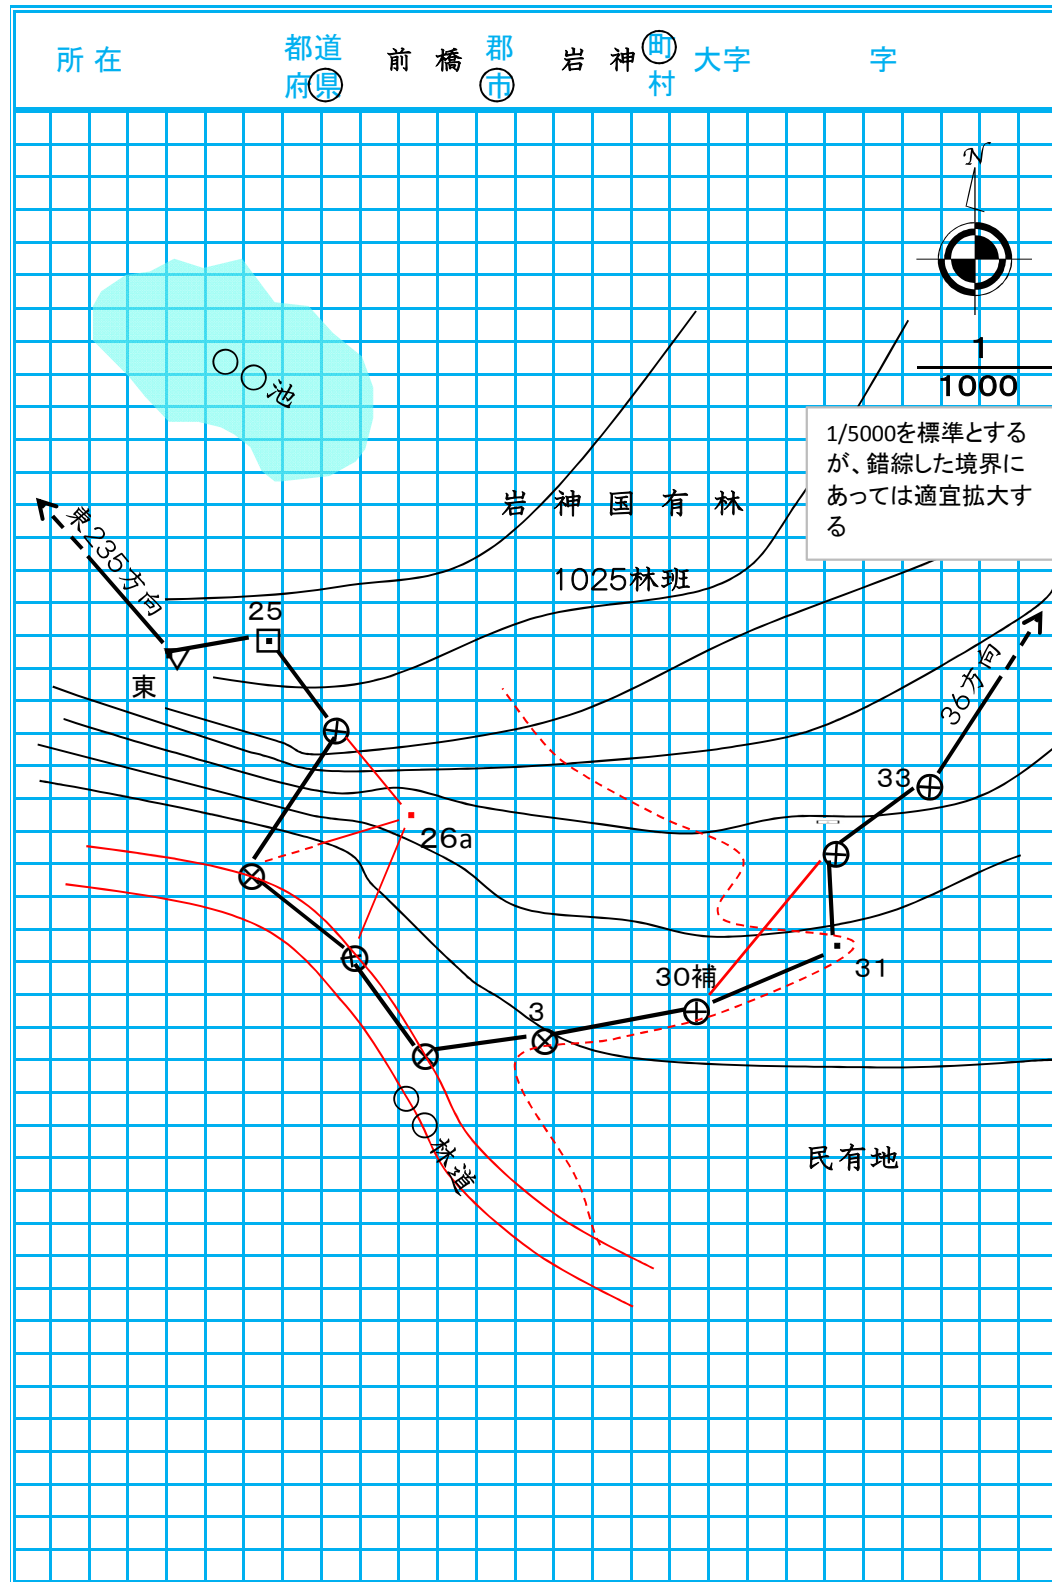 所在 都道府県 前橋 郡市 岩神 町村 大字 字
N
1
1000
1/5000を標準とする
が、錯綜した境界に
あっては適宜拡大す
る
○○池
岩神国有林
1025林班
東235方向
25
東
36方向
33
26a
31
30補
3
○○林道
民有地